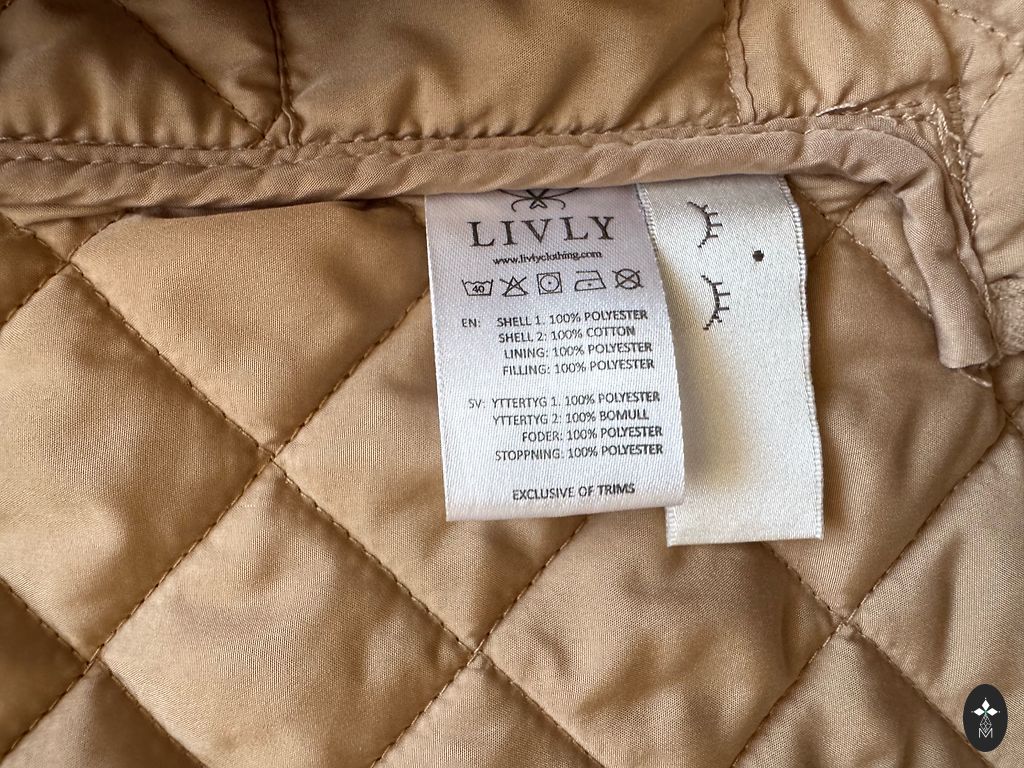 LIVLY
www.livlyclothing.com
40
EN: SHELL 1. 100% POLYESTER
SHELL 2: 100% COTTON
LINING: 100% POLYESTER
FILLING: 100% POLYESTER
SV: YTTERTYG 1. 100% POLYESTER
YTTERTYG 2: 100% BOMULL
FODER: 100% POLYESTER
STOPPNING: 100% POLYESTER
EXCLUSIVE OF TRIMS
M